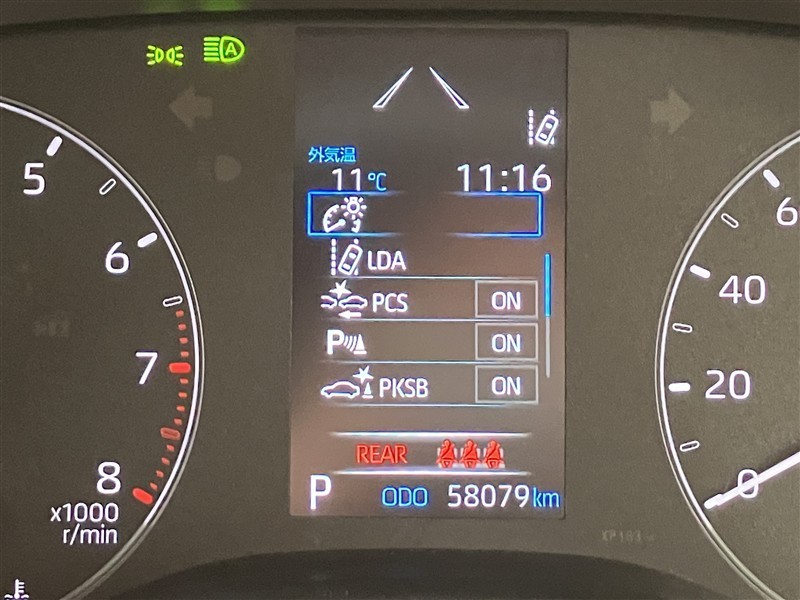 A
外気温
11℃ 11:16
LDA
PCS ON
P ON
PKSB ON
REAR
P ODO 58079km
5
6
7
8
x1000
r/min
6
40
20
0